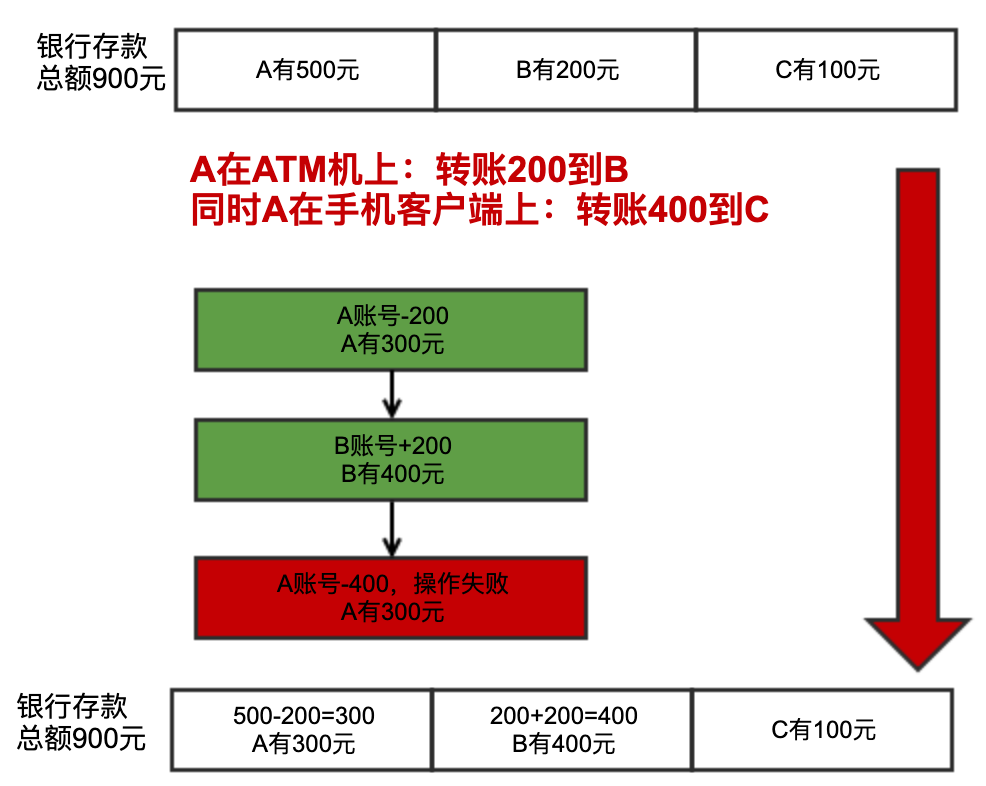 银行存款
总额900元
A有500元
B有200元
C有100元
A在ATM机上：转账200到B
同时A在手机客户端上：转账400到C
A账号-200
A有300元
B账号+200
B有400元
A账号-400，操作失败
A有300元
银行存款
总额900元
500-200=300
A有300元
200+200=400
B有400元
C有100元